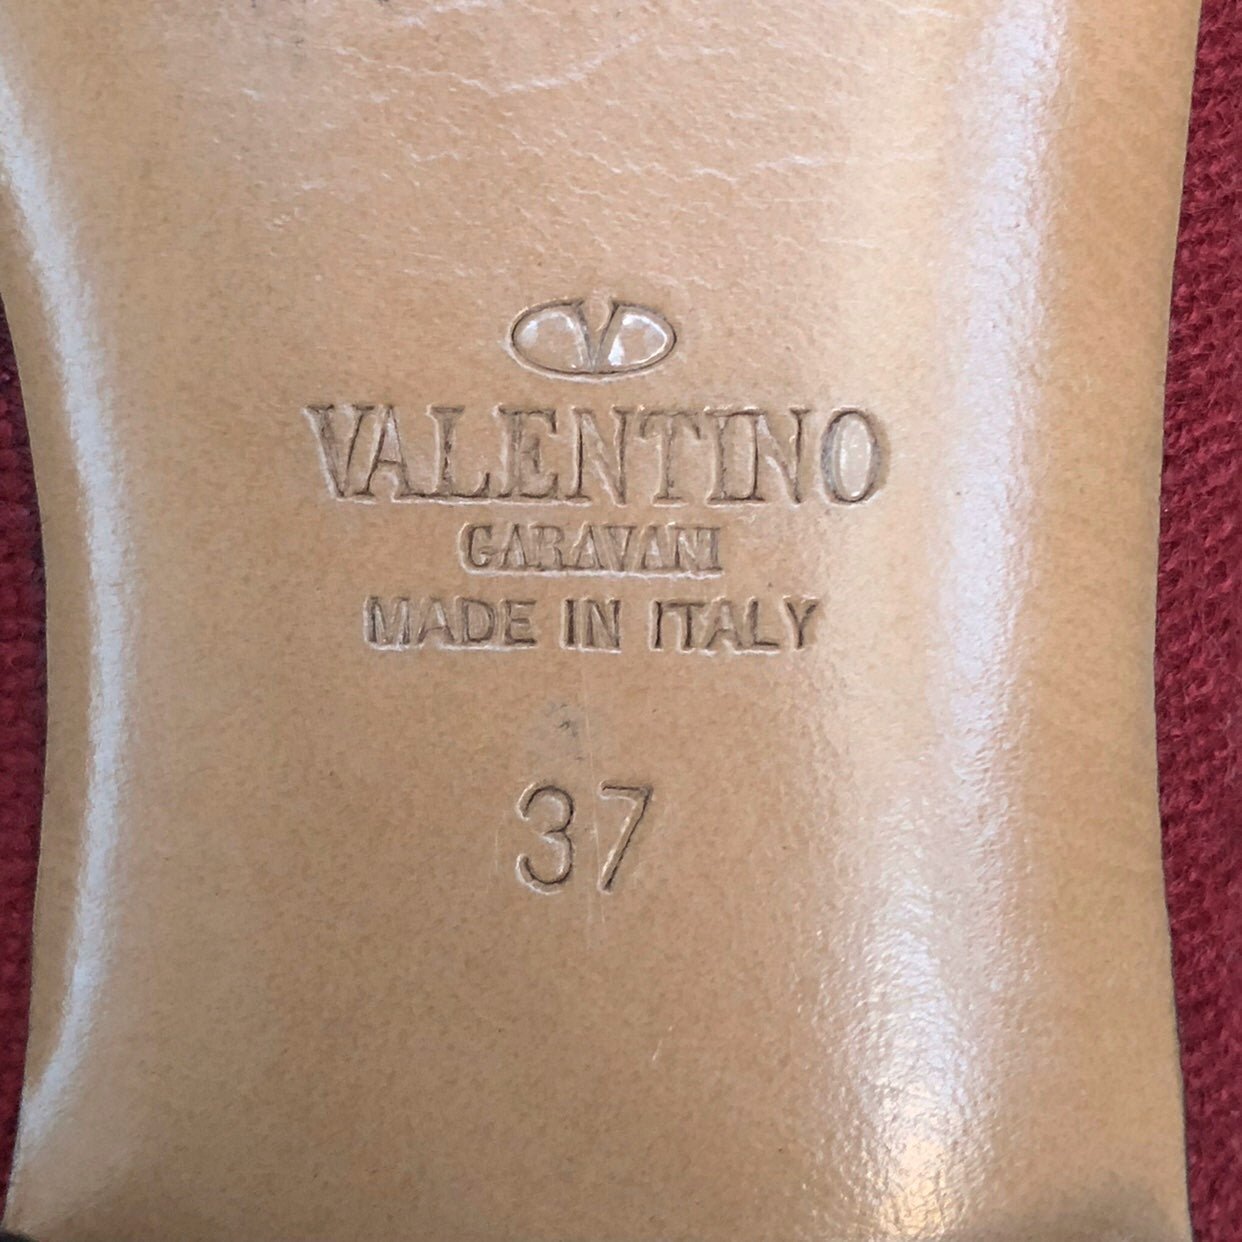 V
VALENTINO
GARAVANI
MADE IN ITALY
37